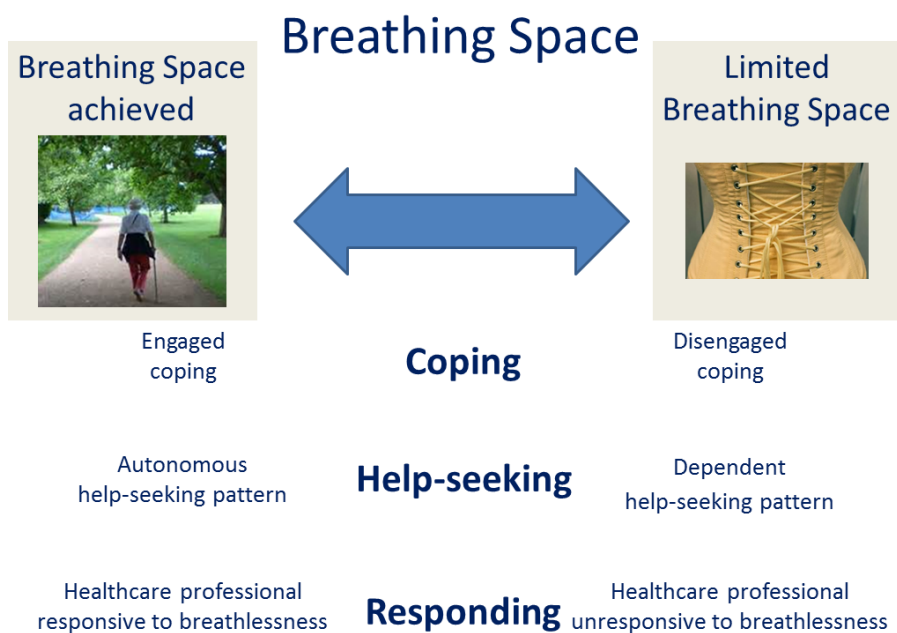 Breathing Space
Breathing Space
achieved
Limited
Breathing Space
Engaged
coping
Coping
Disengaged
coping
Autonomous
help-seeking pattern
Help-seeking
Dependent
help-seeking pattern
Healthcare professional
responsive to breathlessness
Responding
Healthcare professional
unresponsive to breathlessness